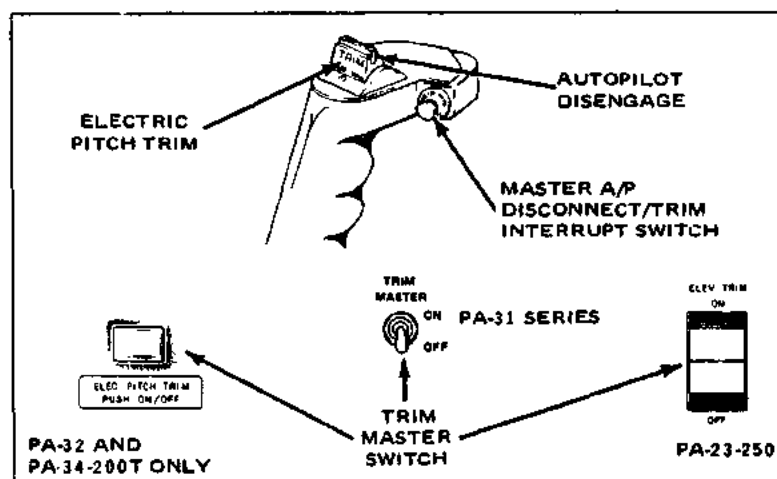 TRIM
AUTOPILOT
DISENGAGE
ELECTRIC
PITCH TRIM
MASTER A/P
DISCONNECT/TRIM
INTERRUPT SWITCH
TRIM
MASTER
ON
OFF
PA-31 SERIES
ELEV TRIM
ON
OFF
ELEC PITCH TRIM
PUSH ON/OFF
TRIM
MASTER
SWITCH
PA-32 AND
PA-34-200T ONLY
PA-23-250